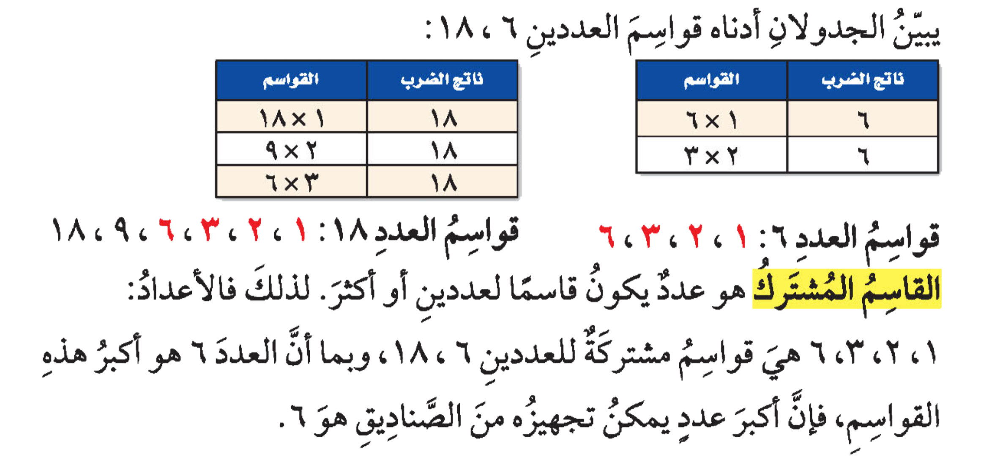 يبيّنُ الجدولانِ أدناه قواسِمَ العددينِ ٦ ، ١٨:
ناتج الضرب القواسم
٦ ١ × ٦
٦ ٢ × ٣
ناتج الضرب القواسم
١٨ ١ × ١٨
١٨ ٢ × ٩
١٨ ٣ × ٦
قواسِمُ العددِ ٦: ١ ، ٢ ، ٣ ، ٦
قواسِمُ العددِ ١٨: ١ ، ٢ ، ٣ ، ٦ ، ٩ ، ١٨
القاسِمُ المُشتَركُ هو عددٌ يكونُ قاسمًا لعددينِ أو أكثرَ. لذلكَ فالأعدادُ:
١، ٢، ٣، ٦ هيَ قواسِمُ مشتركَةٌ للعددينِ ٦ ، ١٨، وبما أنَّ العددَ ٦ هو أكبرُ هذهِ
القواسِمِ، فإنَّ أكبرَ عددٍ يمكنُ تجهيزُه منَ الصَّنادِيقِ هوَ ٦.